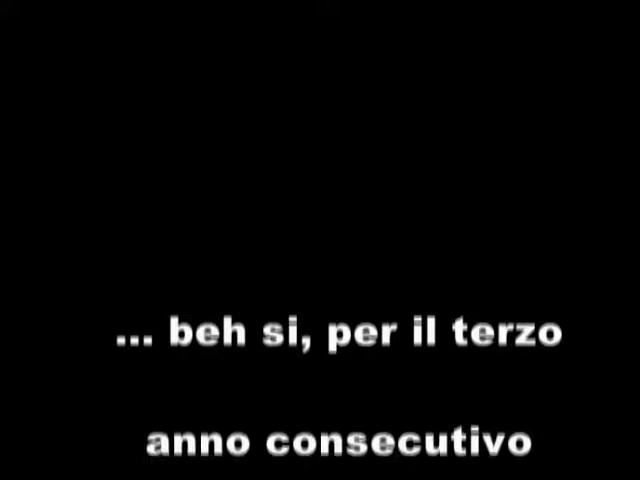 ... beh si, per il terzo
anno consecutivo